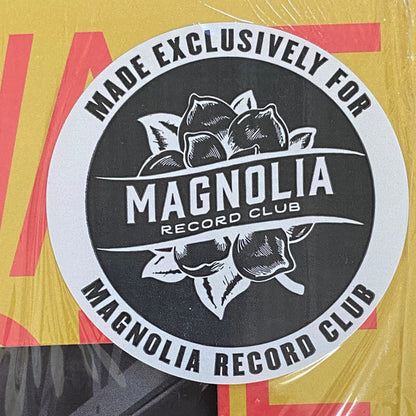 MADE EXCLUSIVELY FOR
MAGNOLIA
RECORD CLUB
MAGNOLIA RECORD CLUB